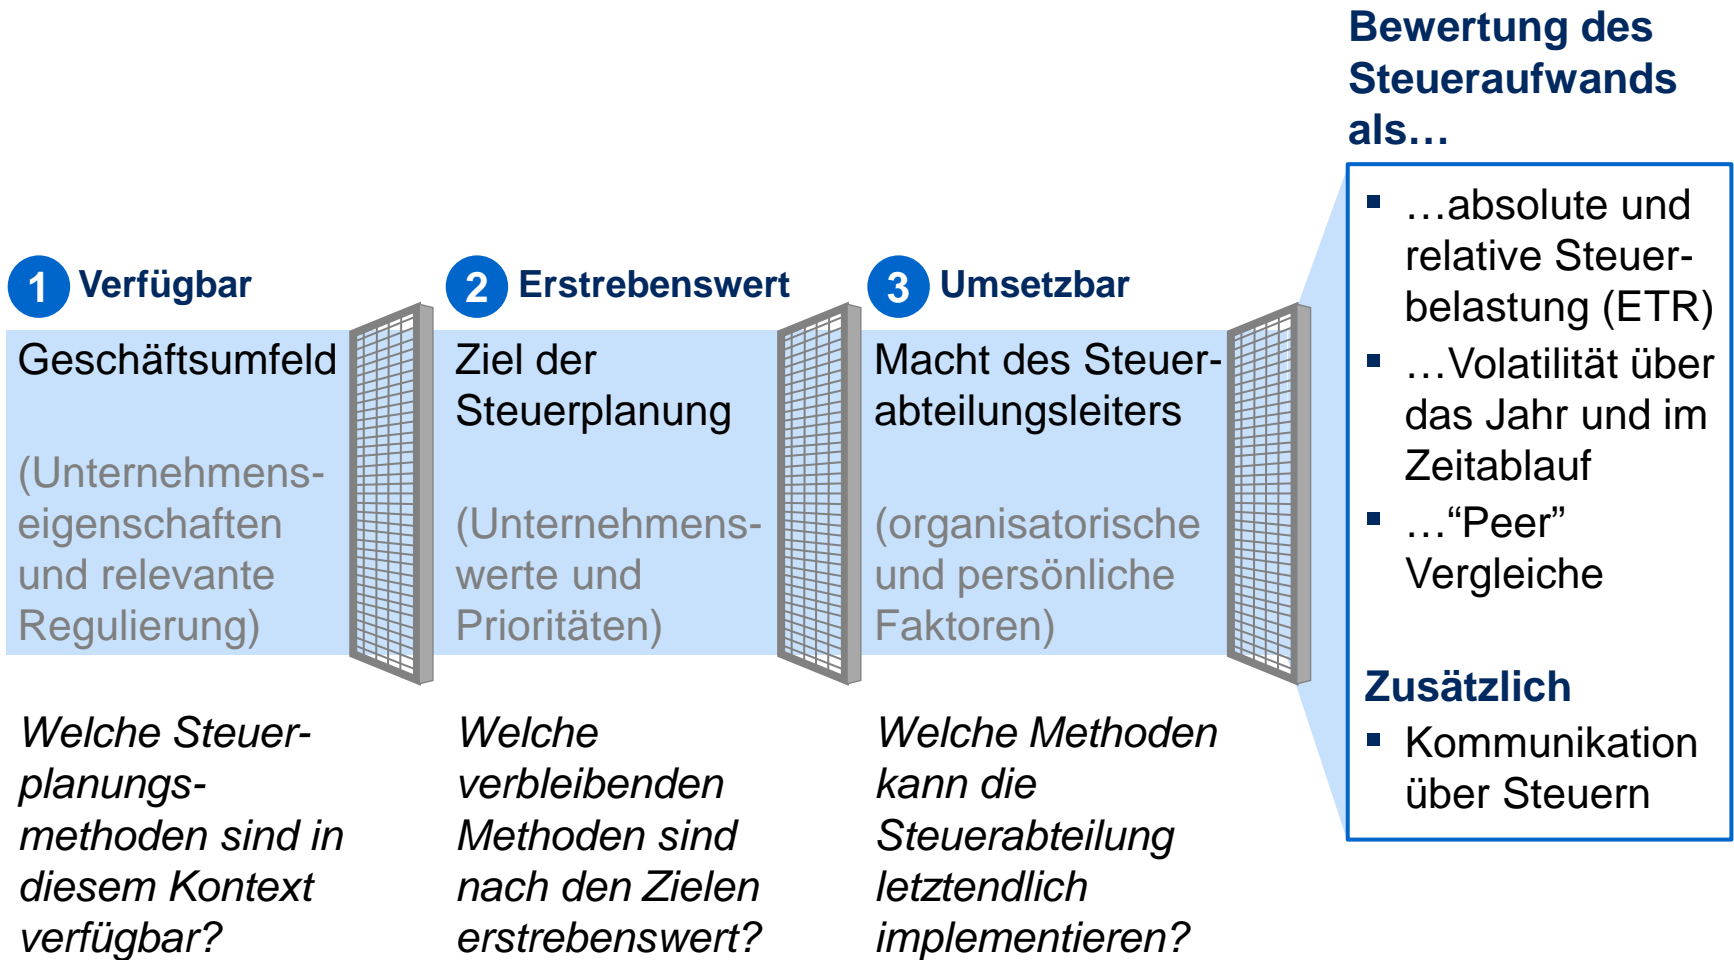 Bewertung des
Steueraufwands
als…
1 Verfügbar
Geschäftsumfeld
(Unternehmens-
eigenschaften
und relevante
Regulierung)
Welche Steuer-
planungs-
methoden sind in
diesem Kontext
verfügbar?
2 Erstrebenswert
Ziel der
Steuerplanung
(Unternehmens-
werte und
Prioritäten)
Welche
verbleibenden
Methoden sind
nach den Zielen
erstrebenswert?
3 Umsetzbar
Macht des Steuer-
abteilungsleiters
(organisatorische
und persönliche
Faktoren)
Welche Methoden
kann die
Steuerabteilung
letztendlich
implementieren?
▪ …absolute und
relative Steuer-
belastung (ETR)
▪ …Volatilität über
das Jahr und im
Zeitablauf
▪ …“Peer”
Vergleiche
Zusätzlich
▪ Kommunikation
über Steuern